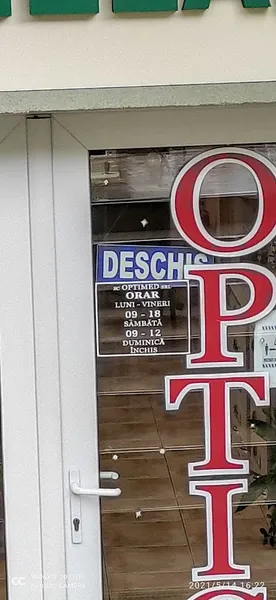 DESCHIS
SC OPTIMED SRL
ORAR
LUNI - VINERI
09 - 18
SÂMBĂTĂ
09 - 12
DUMINICĂ
ÎNCHIS
OPTIC
2021/5/14 16:22